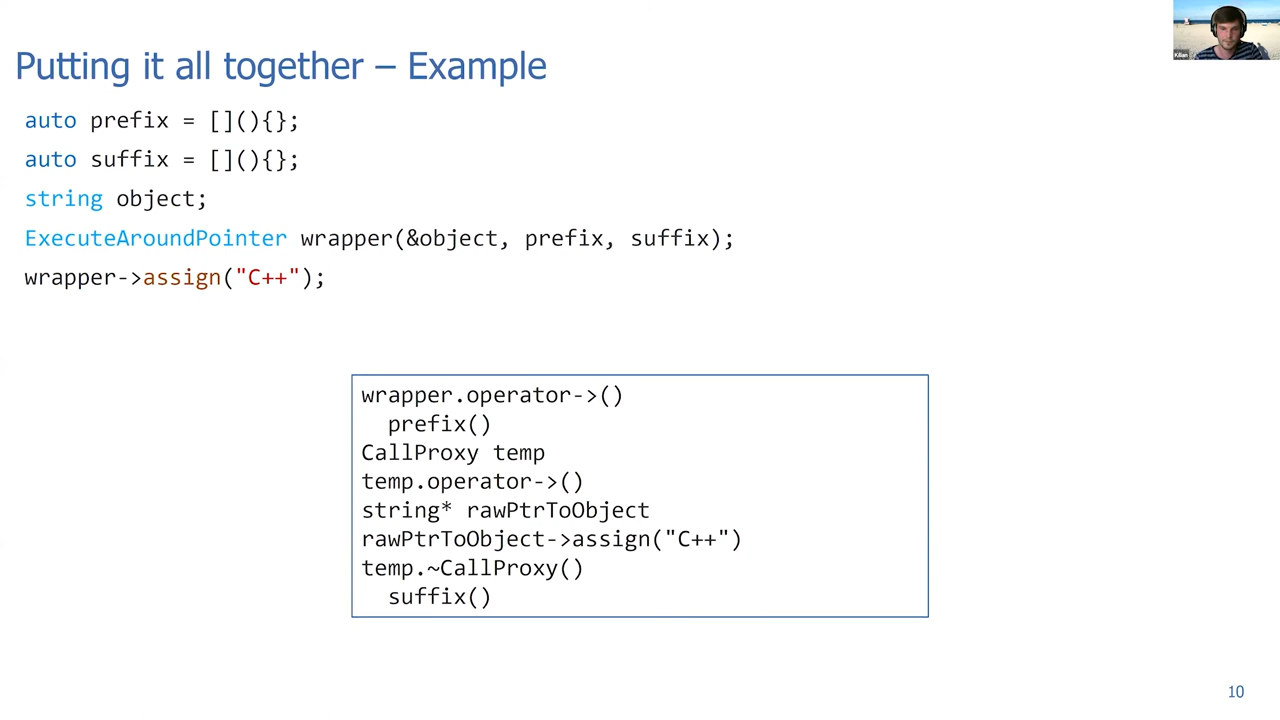 Putting it all together – Example
auto prefix = [](){};
auto suffix = [](){};
string object;
ExecuteAroundPointer wrapper(&object, prefix, suffix);
wrapper->assign("C++");
wrapper.operator->()
  prefix()
CallProxy temp
temp.operator->()
string* rawPtrToObject
rawPtrToObject->assign("C++")
temp.~CallProxy()
  suffix()
Kilian
10